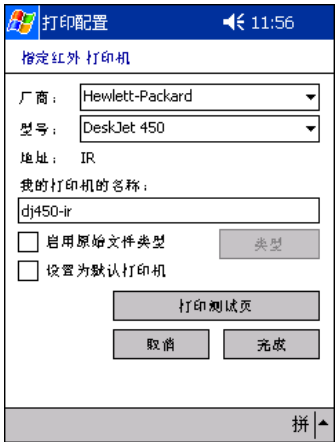 打印配置 11:56
指定红外打印机
厂商: Hewlett-Packard
型号: DeskJet 450
地址: IR
我的打印机的名称:
dj450-ir
启用原始文件类型 类型
设置为默认打印机
打印测试页
取消 完成
拼